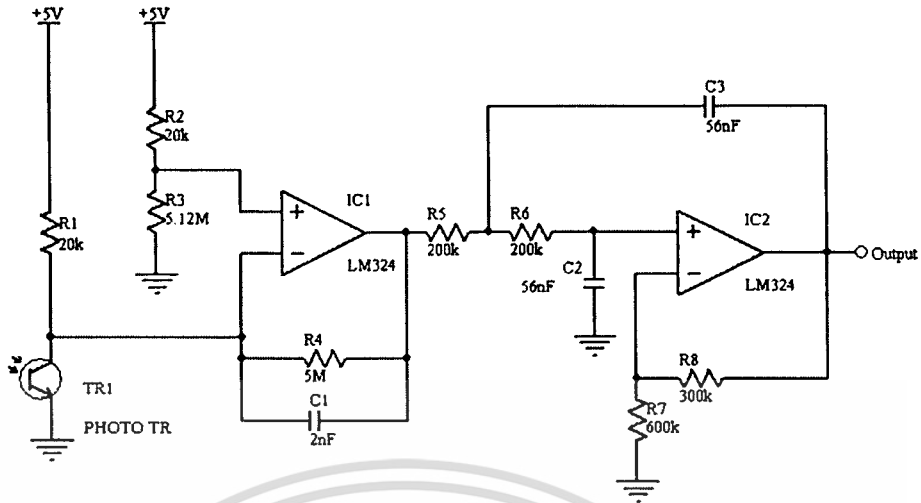 +5V
+5V
R2
20k
R3
5.12M
R1
20k
IC1
LM324
R4
5M
C1
2nF
TR1
PHOTO TR
R5
200k
R6
200k
C3
56nF
C2
56nF
IC2
LM324
Output
R8
300k
R7
600k